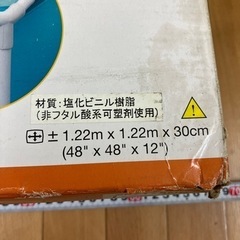 材質:塩化ビニル樹脂
(非フタル酸系可塑剤使用)
± 1.22m x 1.22m x 30cm
(48" x 48" x 12")